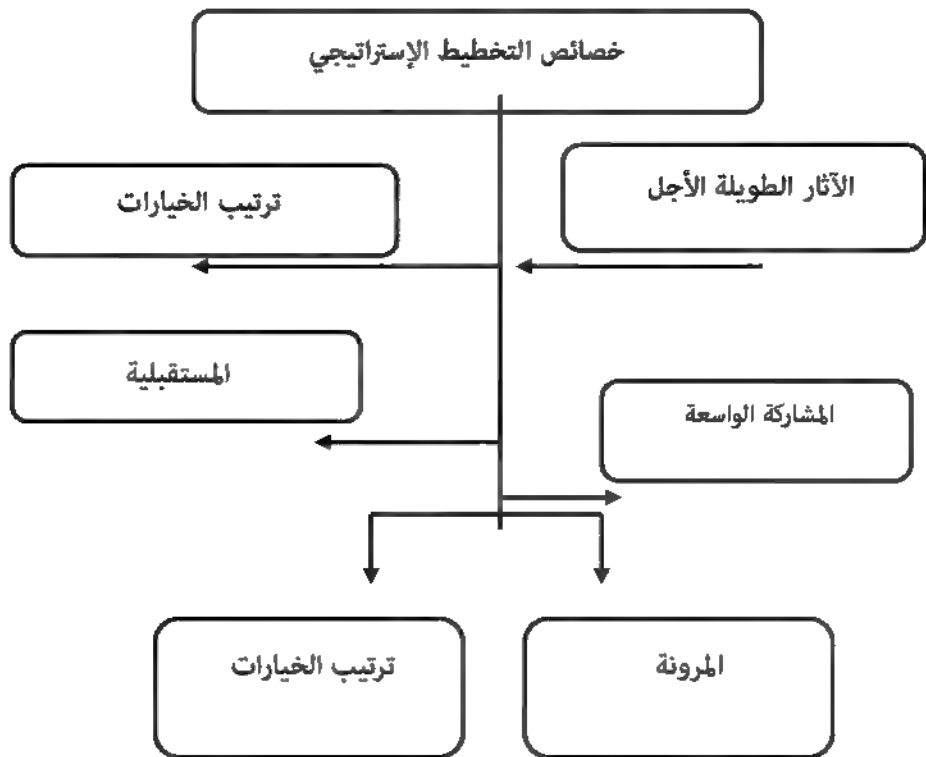 خصائص التخطيط الإستراتيجي
الآثار الطويلة الأجل
ترتيب الخيارات
المستقبلية
المشاركة الواسعة
المرونة
ترتيب الخيارات